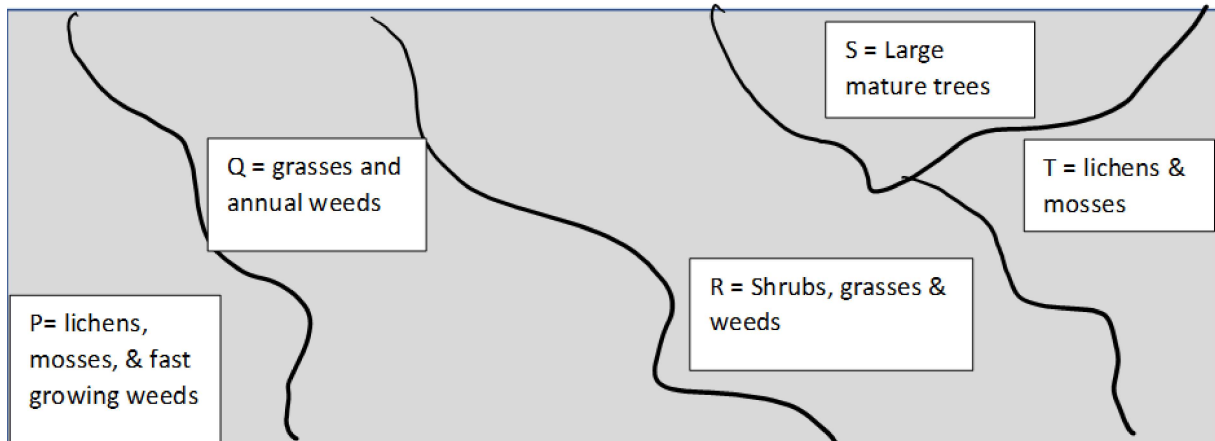 S = Large
mature trees
Q = grasses and
annual weeds
T = lichens &
mosses
R = Shrubs, grasses &
weeds
P= lichens,
mosses, & fast
growing weeds